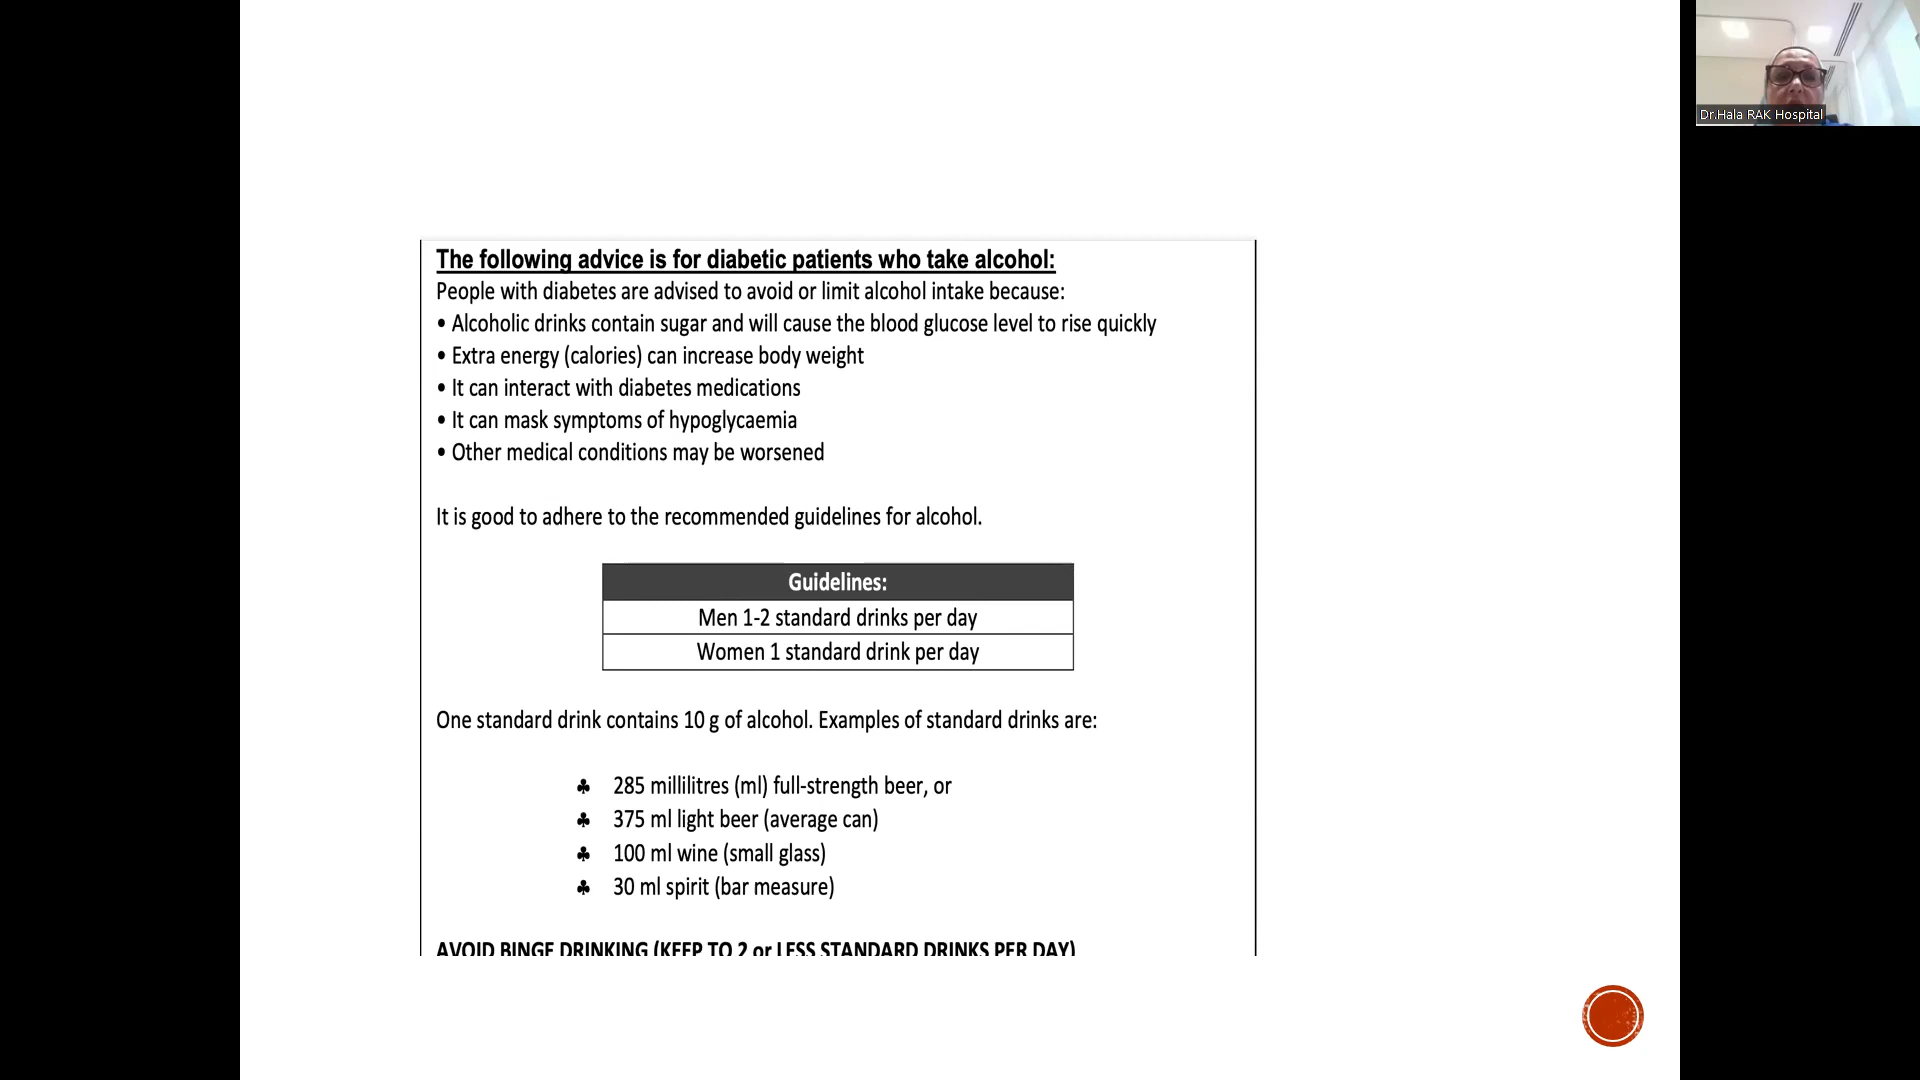 Dr.Hala RAK Hospital
The following advice is for diabetic patients who take alcohol:
People with diabetes are advised to avoid or limit alcohol intake because:
• Alcoholic drinks contain sugar and will cause the blood glucose level to rise quickly
• Extra energy (calories) can increase body weight
• It can interact with diabetes medications
• It can mask symptoms of hypoglycaemia
• Other medical conditions may be worsened
It is good to adhere to the recommended guidelines for alcohol.
Guidelines:
Men 1-2 standard drinks per day
Women 1 standard drink per day
One standard drink contains 10 g of alcohol. Examples of standard drinks are:
♣ 285 millilitres (ml) full-strength beer, or
♣ 375 ml light beer (average can)
♣ 100 ml wine (small glass)
♣ 30 ml spirit (bar measure)
AVOID BINGE DRINKING (KEEP TO 2 or LESS STANDARD DRINKS PER DAY)